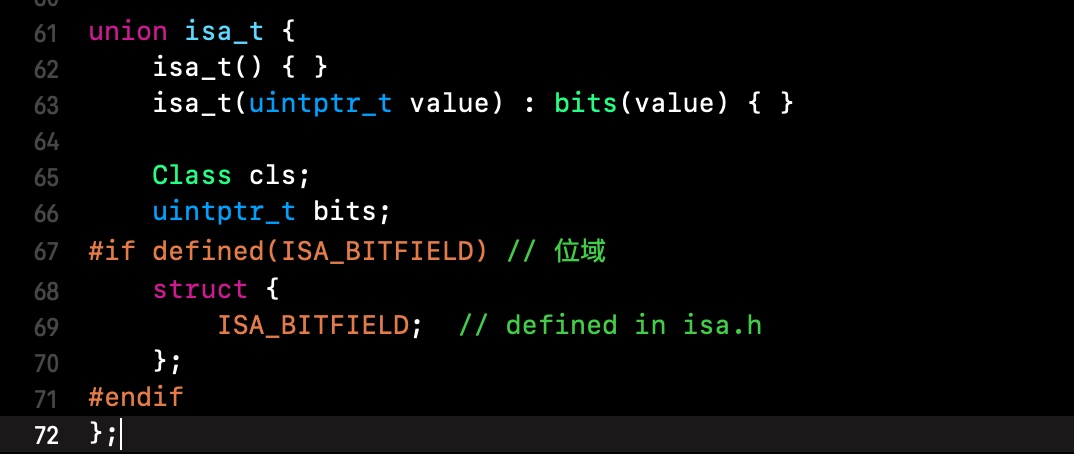 61 union isa_t {
62     isa_t() { }
63     isa_t(uintptr_t value) : bits(value) { }
64
65     Class cls;
66     uintptr_t bits;
67 #if defined(ISA_BITFIELD) // 位域
68     struct {
69         ISA_BITFIELD;  // defined in isa.h
70     };
71 #endif
72 };